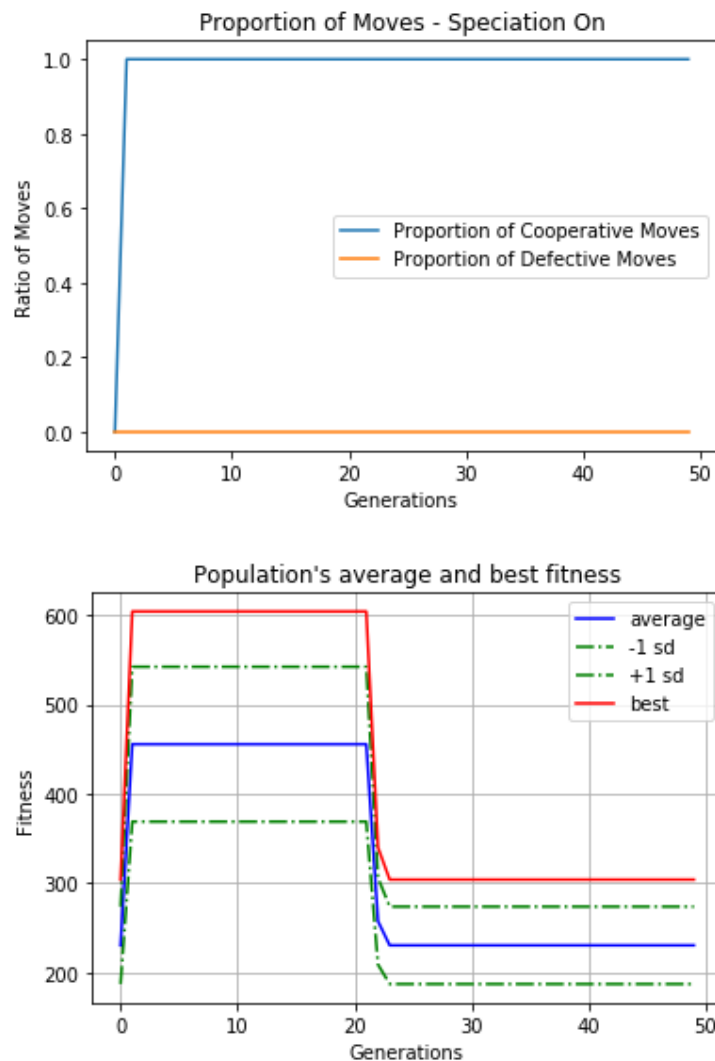 Proportion of Moves - Speciation On
1.0
0.8
0.6
0.4
0.2
0.0
Ratio of Moves
Proportion of Cooperative Moves
Proportion of Defective Moves
0 10 20 30 40 50
Generations
Population's average and best fitness
600
500
400
300
200
Fitness
average
-1 sd
+1 sd
best
0 10 20 30 40 50
Generations